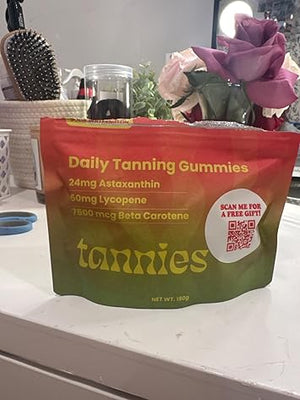 Daily Tanning Gummies
24mg Astaxanthin
60mg Lycopene
7500 mcg Beta Carotene
SCAN ME FOR
A FREE GIFT!
tannies
NET WT. 180g